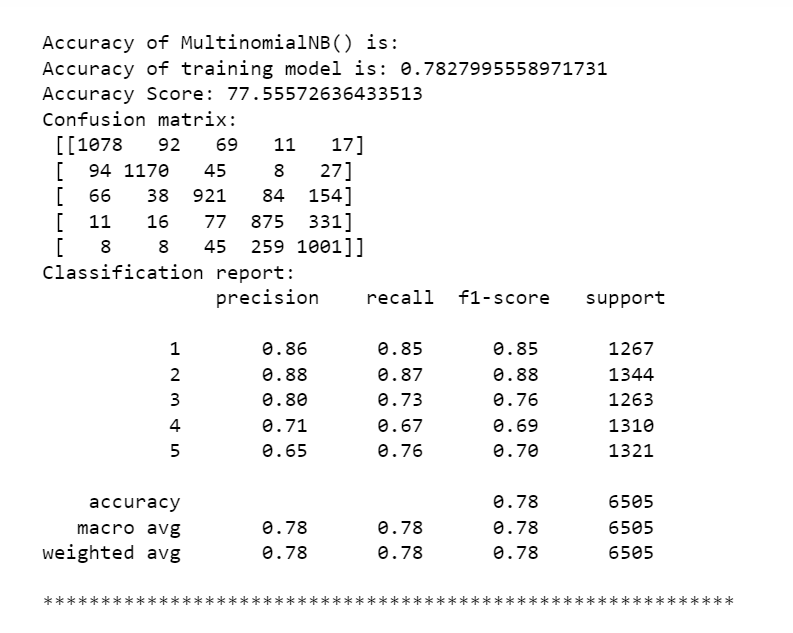 Accuracy of MultinomialNB() is:
Accuracy of training model is: 0.7827995558971731
Accuracy Score: 77.55572636433513
Confusion matrix:
[[1078 92 69 11 17]
[ 94 1170 45 8 27]
[ 66 38 921 84 154]
[ 11 16 77 875 331]
[ 8 8 45 259 1001]]
Classification report:
precision recall f1-score support
1 0.86 0.85 0.85 1267
2 0.88 0.87 0.88 1344
3 0.80 0.73 0.76 1263
4 0.71 0.67 0.69 1310
5 0.65 0.76 0.70 1321
accuracy 0.78 6505
macro avg 0.78 0.78 0.78 6505
weighted avg 0.78 0.78 0.78 6505
************************************************************